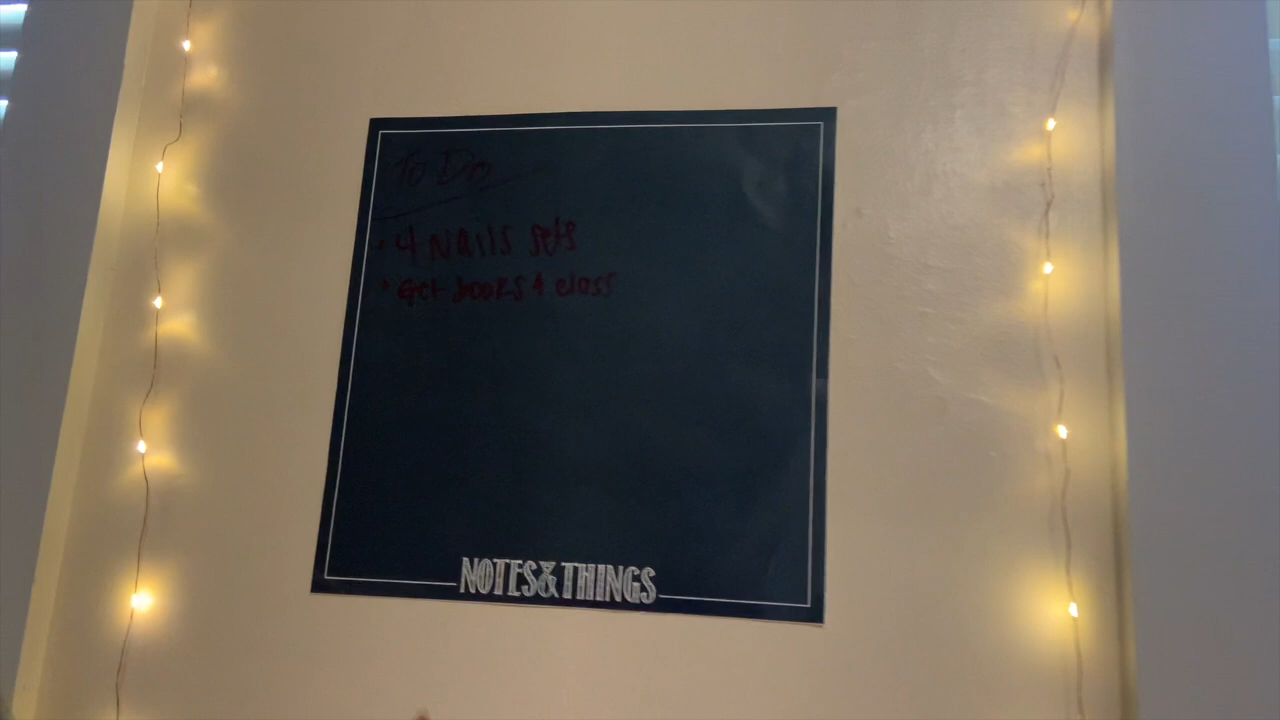 To Do
• 4 Nails sets
• Get books 4 class
NOTES&THINGS